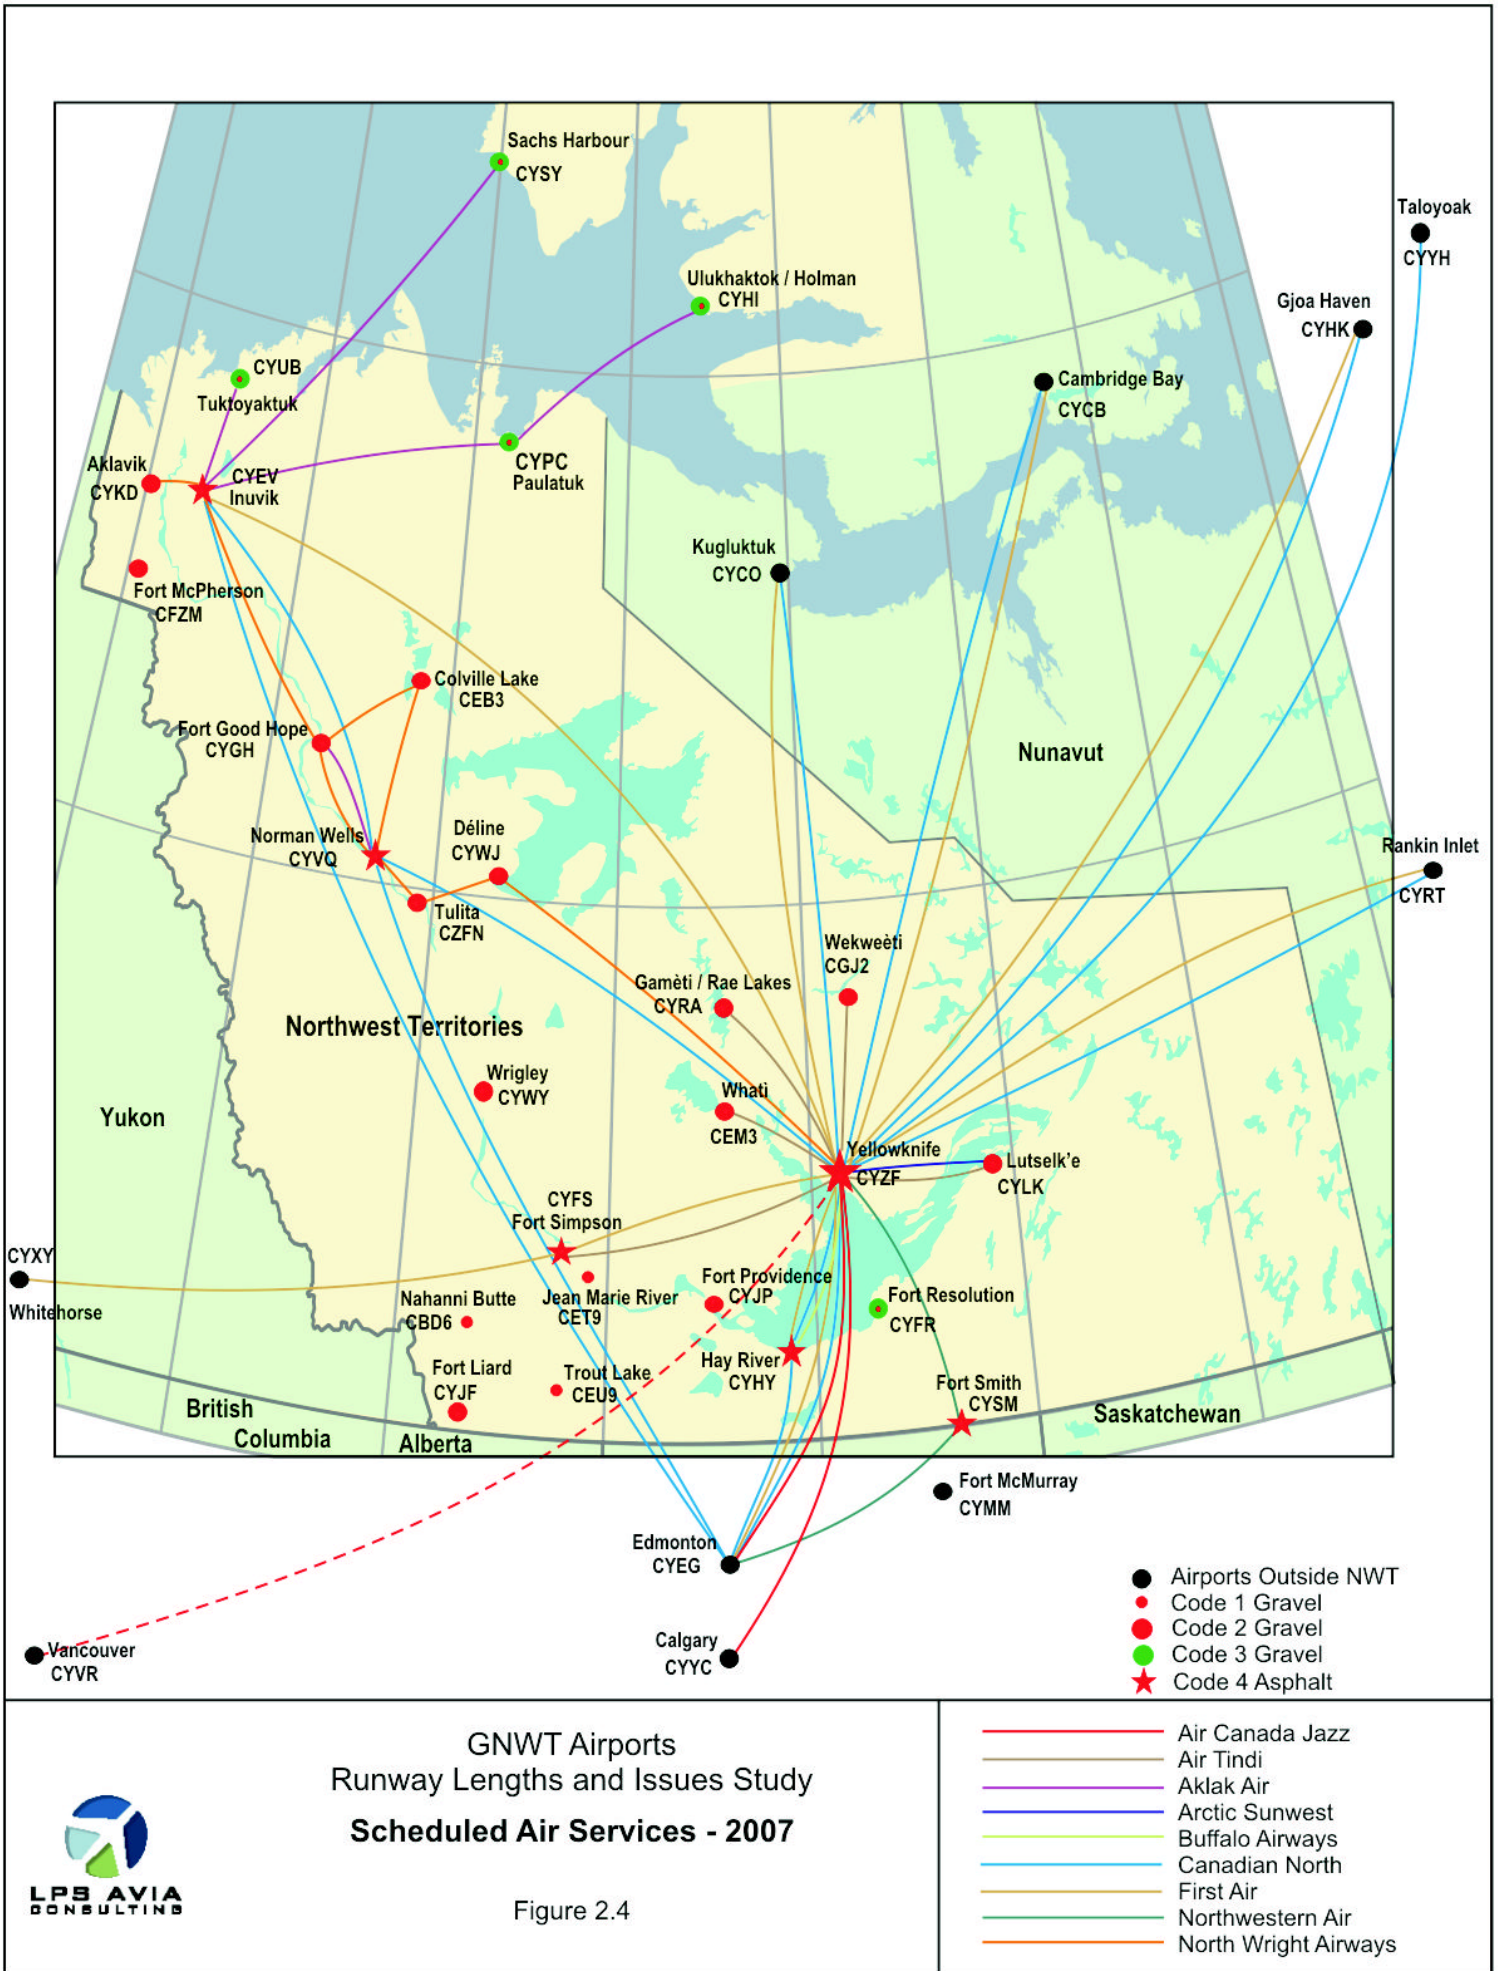 Sachs Harbour
CYSY
Taloyoak
CYYH
Ulukhaktok / Holman
CYHI
Gjoa Haven
CYHK
CYUB
Tuktoyaktuk
Cambridge Bay
CYCB
Aklavik
CYKD
CYEV
Inuvik
CYPC
Paulatuk
Kugluktuk
CYCO
Fort McPherson
CFZM
Colville Lake
CEB3
Fort Good Hope
CYGH
Nunavut
Norman Wells
CYVQ
Déline
CYWJ
Rankin Inlet
CYRT
Tulita
CZFN
Wekweèti
CGJ2
Gamèti / Rae Lakes
CYRA
Northwest Territories
Wrigley
CYWY
Whatì
CEM3
Yukon
Yellowknife
CYZF
Lutselk'e
CYLK
CYFS
Fort Simpson
CYXY
Whitehorse
Jean Marie River
CET9
Fort Providence
CYJP
Fort Resolution
CYFR
Nahanni Butte
CBD6
Fort Liard
CYJF
Trout Lake
CEU9
Hay River
CYHY
Fort Smith
CYSM
British
Columbia
Alberta
Saskatchewan
Fort McMurray
CYMM
Edmonton
CYEG
Calgary
CYYC
Vancouver
CYVR
Airports Outside NWT
Code 1 Gravel
Code 2 Gravel
Code 3 Gravel
Code 4 Asphalt
LPS AVIA
CONSULTING
GNWT Airports
Runway Lengths and Issues Study
Scheduled Air Services - 2007
Figure 2.4
Air Canada Jazz
Air Tindi
Aklak Air
Arctic Sunwest
Buffalo Airways
Canadian North
First Air
Northwestern Air
North Wright Airways